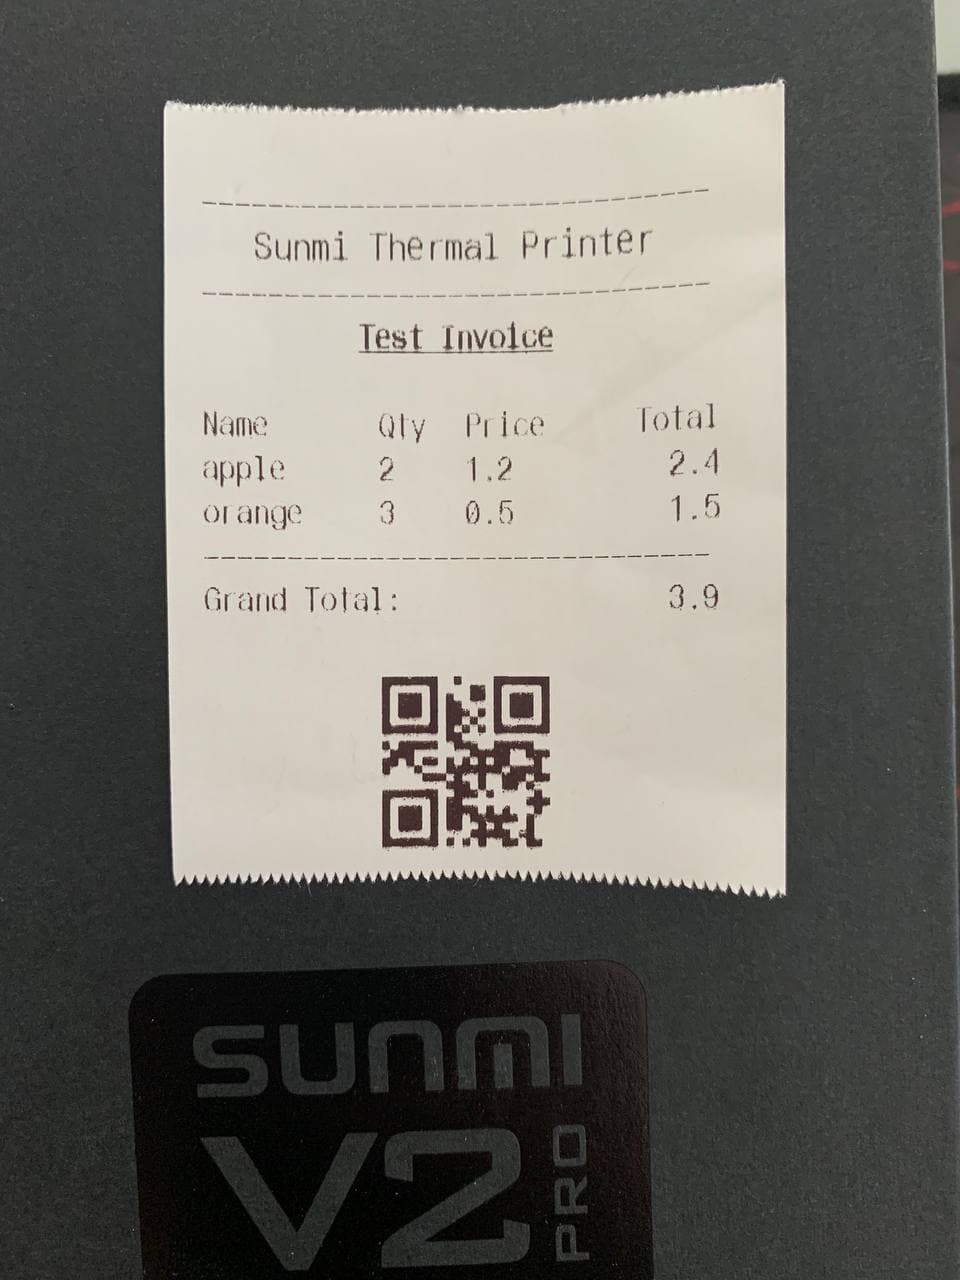 Sunmi Thermal Printer
Test Invoice
Name Qty Price Total
apple 2 1.2 2.4
orange 3 0.5 1.5
Grand Total: 3.9
SUNMI
V2 PRO